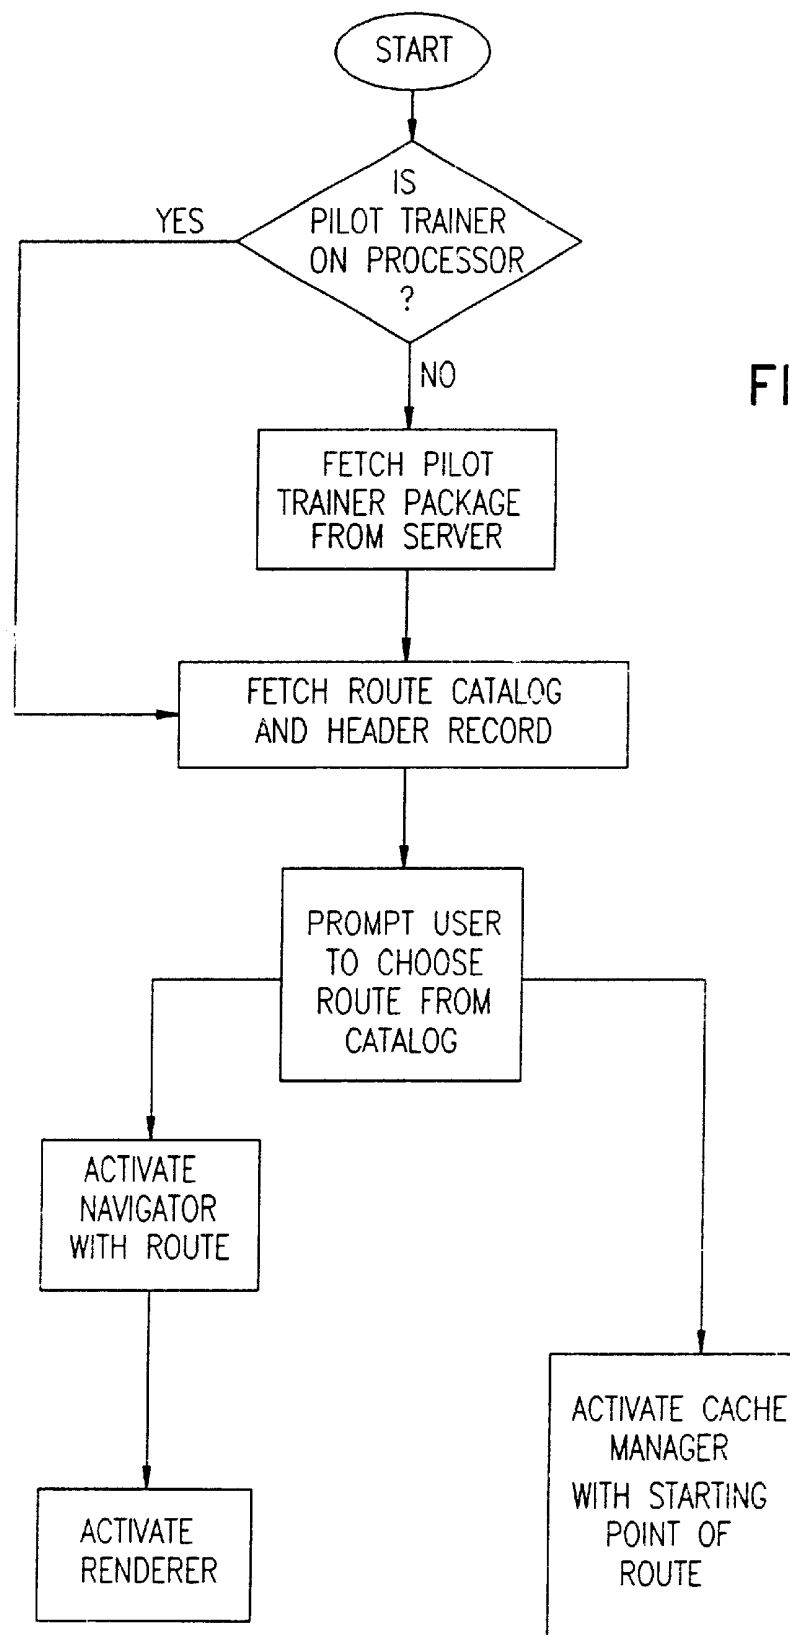 START
IS
PILOT TRAINER
ON PROCESSOR
?
YES
NO
FETCH PILOT
TRAINER PACKAGE
FROM SERVER
FETCH ROUTE CATALOG
AND HEADER RECORD
PROMPT USER
TO CHOOSE
ROUTE FROM
CATALOG
ACTIVATE
NAVIGATOR
WITH ROUTE
ACTIVATE
RENDERER
ACTIVATE CACHE
MANAGER
WITH STARTING
POINT OF
ROUTE